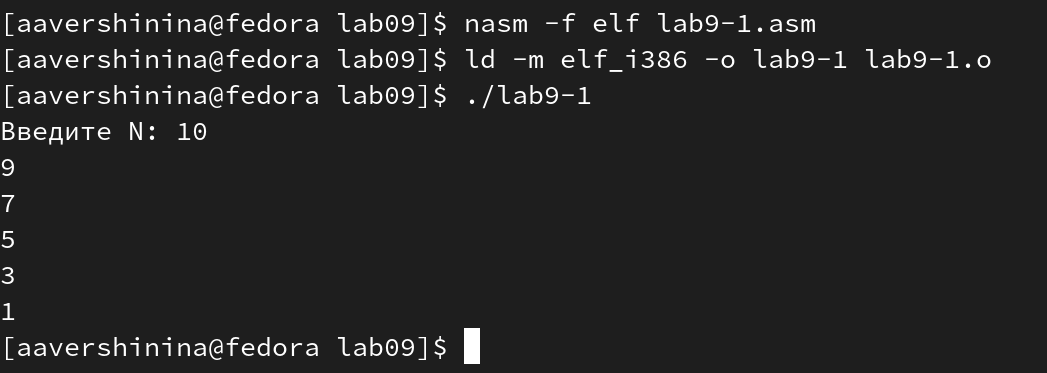 [aavershinina@fedora lab09]$ nasm -f elf lab9-1.asm
[aavershinina@fedora lab09]$ ld -m elf_i386 -o lab9-1 lab9-1.o
[aavershinina@fedora lab09]$ ./lab9-1
Введите N: 10
9
7
5
3
1
[aavershinina@fedora lab09]$